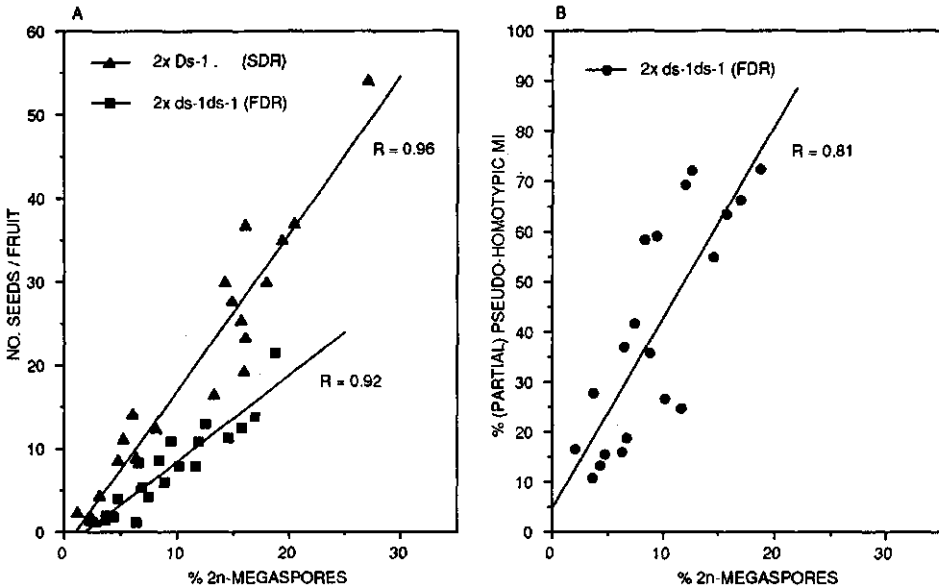 A
NO. SEEDS / FRUIT
60
50
40
30
20
10
0
2x Ds-1 . (SDR)
2x ds-1ds-1 (FDR)
R = 0.96
R = 0.92
0 10 20 30
% 2n-MEGASPORES
B
% (PARTIAL) PSEUDO-HOMOTYPIC MI
100
90
80
70
60
50
40
30
20
10
0
2x ds-1ds-1 (FDR)
R = 0.81
0 10 20 30
% 2n-MEGASPORES